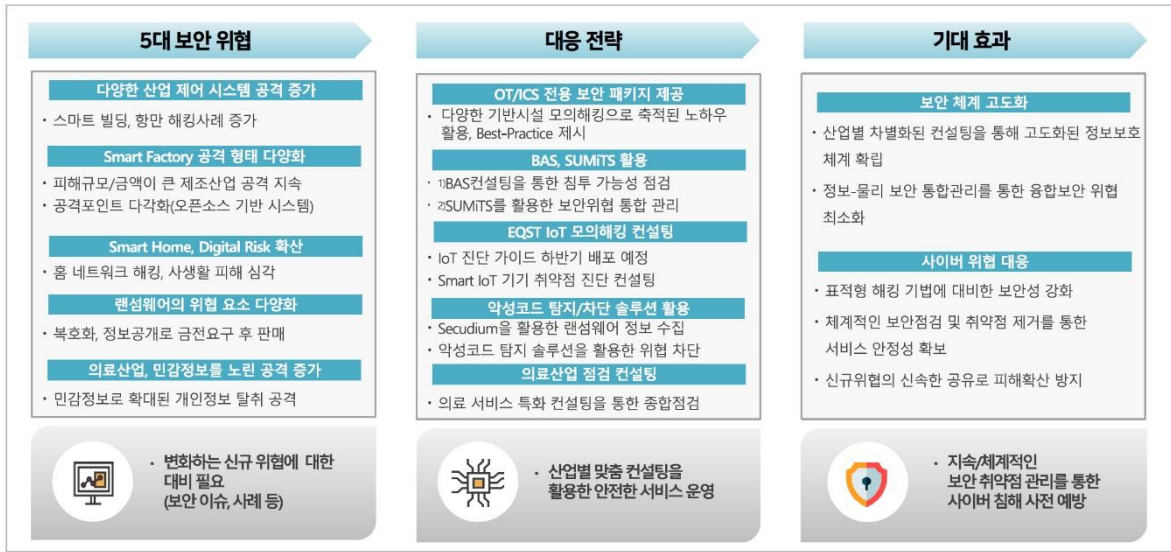 5대 보안 위협
다양한 산업 제어 시스템 공격 증가
· 스마트 빌딩, 항만 해킹사례 증가
Smart Factory 공격 형태 다양화
· 피해규모/금액이 큰 제조산업 공격 지속
· 공격포인트 다각화(오픈소스 기반 시스템)
Smart Home, Digital Risk 확산
· 홈 네트워크 해킹, 사생활 피해 심각
랜섬웨어의 위협 요소 다양화
· 복호화, 정보공개로 금전요구 후 판매
의료산업, 민감정보를 노린 공격 증가
· 민감정보로 확대된 개인정보 탈취 공격
· 변화하는 신규 위협에 대한
대비 필요
(보안 이슈, 사례 등)
대응 전략
OT/ICS 전용 보안 패키지 제공
· 다양한 기반시설 모의해킹으로 축적된 노하우
활용, Best-Practice 제시
BAS, SUMiTS 활용
· 1)BAS컨설팅을 통한 침투 가능성 점검
· 2)SUMiTS를 활용한 보안위협 통합 관리
EQST IoT 모의해킹 컨설팅
· IoT 진단 가이드 하반기 배포 예정
· Smart IoT 기기 취약점 진단 컨설팅
악성코드 탐지/차단 솔루션 활용
· Secudium을 활용한 랜섬웨어 정보 수집
· 악성코드 탐지 솔루션을 활용한 위협 차단
의료산업 점검 컨설팅
· 의료 서비스 특화 컨설팅을 통한 종합점검
· 산업별 맞춤 컨설팅을
활용한 안전한 서비스 운영
기대 효과
보안 체계 고도화
· 산업별 차별화된 컨설팅을 통해 고도화된 정보보호
체계 확립
· 정보-물리 보안 통합관리를 통한 융합보안 위협
최소화
사이버 위협 대응
· 표적형 해킹 기법에 대비한 보안성 강화
· 체계적인 보안점검 및 취약점 제거를 통한
서비스 안정성 확보
· 신규위협의 신속한 공유로 피해확산 방지
· 지속/체계적인
보안 취약점 관리를 통한
사이버 침해 사전 예방